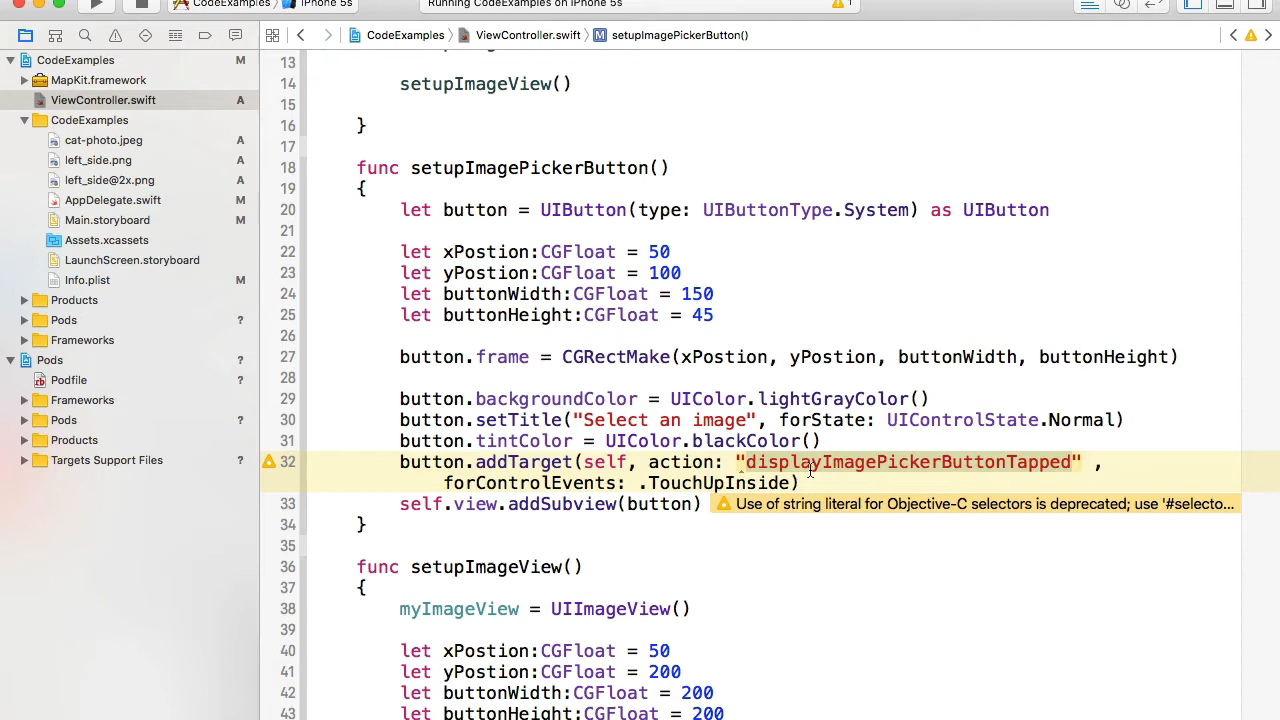 CodeExamples
iPhone 5s
Running CodeExamples on iPhone 5s
1
CodeExamples
ViewController.swift
setupImagePickerButton()
CodeExamples M
MapKit.framework
ViewController.swift A
CodeExamples
cat-photo.jpeg A
left_side.png A
left_side@2x.png A
AppDelegate.swift M
Main.storyboard M
Assets.xcassets
LaunchScreen.storyboard
Info.plist M
Products
Pods ?
Frameworks
Pods ?
Podfile ?
Frameworks ?
Pods ?
Products ?
Targets Support Files ?
13
14 setupImageView()
15
16 }
17
18 func setupImagePickerButton()
19 {
20 let button = UIButton(type: UIButtonType.System) as UIButton
21
22 let xPostion:CGFloat = 50
23 let yPostion:CGFloat = 100
24 let buttonWidth:CGFloat = 150
25 let buttonHeight:CGFloat = 45
26
27 button.frame = CGRectMake(xPostion, yPostion, buttonWidth, buttonHeight)
28
29 button.backgroundColor = UIColor.lightGrayColor()
30 button.setTitle("Select an image", forState: UIControlState.Normal)
31 button.tintColor = UIColor.blackColor()
32 button.addTarget(self, action: "displayImagePickerButtonTapped" ,
forControlEvents: .TouchUpInside)
33 self.view.addSubview(button) Use of string literal for Objective-C selectors is deprecated; use '#selecto...
34 }
35
36 func setupImageView()
37 {
38 myImageView = UIImageView()
39
40 let xPostion:CGFloat = 50
41 let yPostion:CGFloat = 200
42 let buttonWidth:CGFloat = 200
43 let buttonHeight:CGFloat = 200